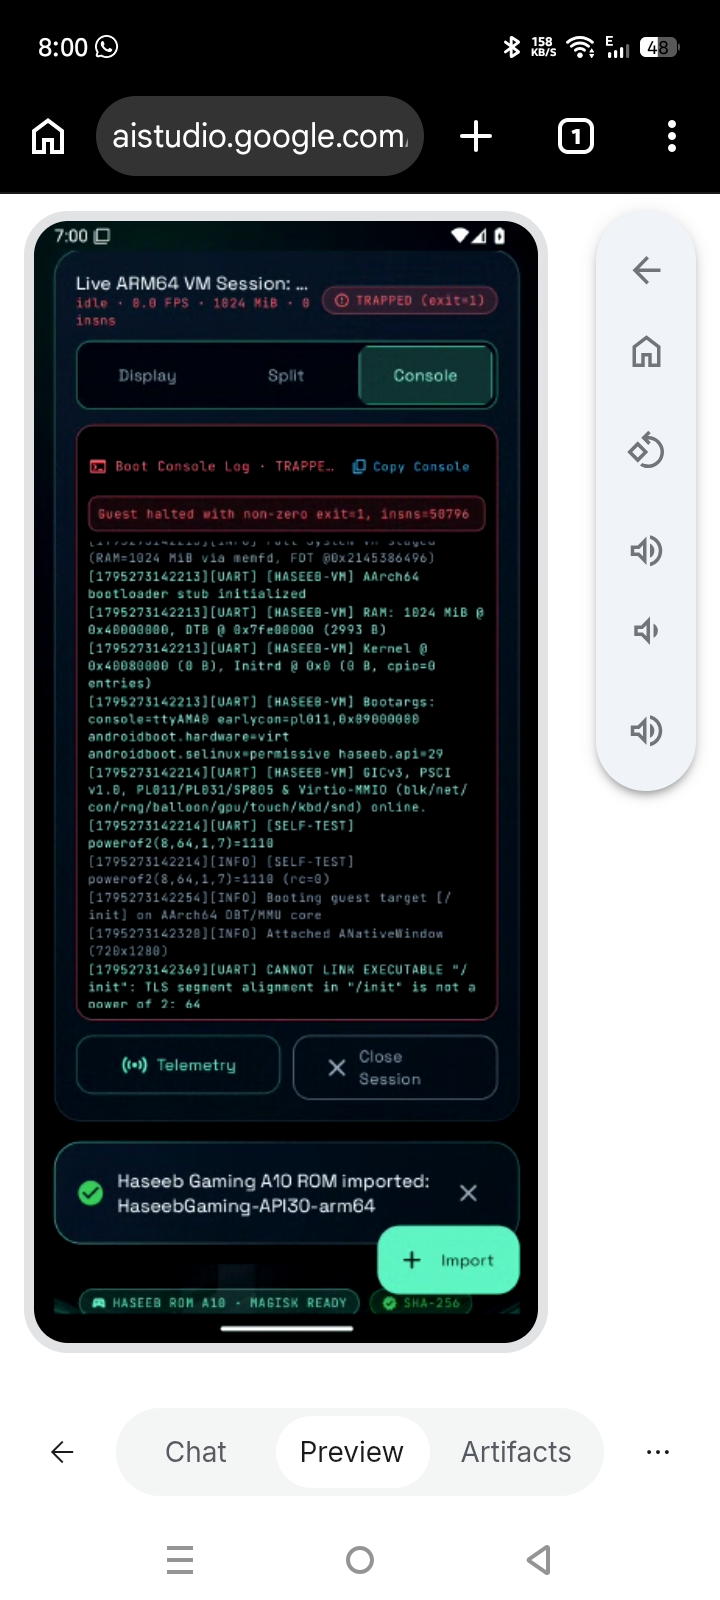 8:00
158
KB/S
E
48
aistudio.google.com/
1
7:00
Live ARM64 VM Session: ...
idle · 0.0 FPS · 1024 MiB · 0
insns
TRAPPED (exit=1)
Display
Split
Console
Boot Console Log · TRAPPE…
Copy Console
Guest halted with non-zero exit=1, insns=50796
[1795273142213][INFO] Full System VM staged
(RAM=1024 MiB via memfd, FDT @0x2145386496)
[1795273142213][UART] [HASEEB-VM] AArch64
bootloader stub initialized
[1795273142213][UART] [HASEEB-VM] RAM: 1024 MiB @
0x40000000, DTB @ 0x7fe00000 (2993 B)
[1795273142213][UART] [HASEEB-VM] Kernel @
0x40080000 (0 B), Initrd @ 0x0 (0 B, cpio=0
entries)
[1795273142213][UART] [HASEEB-VM] Bootargs:
console=ttyAMA0 earlycon=pl011,0x09000000
androidboot.hardware=virt
androidboot.selinux=permissive haseeb.api=29
[1795273142214][UART] [HASEEB-VM] GICv3, PSCI
v1.0, PL011/PL031/SP805 & Virtio-MMIO (blk/net/
con/rng/balloon/gpu/touch/kbd/snd) online.
[1795273142214][UART] [SELF-TEST]
powerof2(8,64,1,7)=1110
[1795273142214][INFO] [SELF-TEST]
powerof2(8,64,1,7)=1110 (rc=0)
[1795273142254][INFO] Booting guest target [/
init] on AArch64 DBT/MMU core
[1795273142320][INFO] Attached ANativeWindow
(720x1280)
[1795273142369][UART] CANNOT LINK EXECUTABLE "/
init": TLS segment alignment in "/init" is not a
power of 2: 64
Telemetry
Close
Session
Haseeb Gaming A10 ROM imported:
HaseebGaming-API30-arm64
Import
HASEEB ROM A10 - MAGISK READY
SHA-256
Chat
Preview
Artifacts